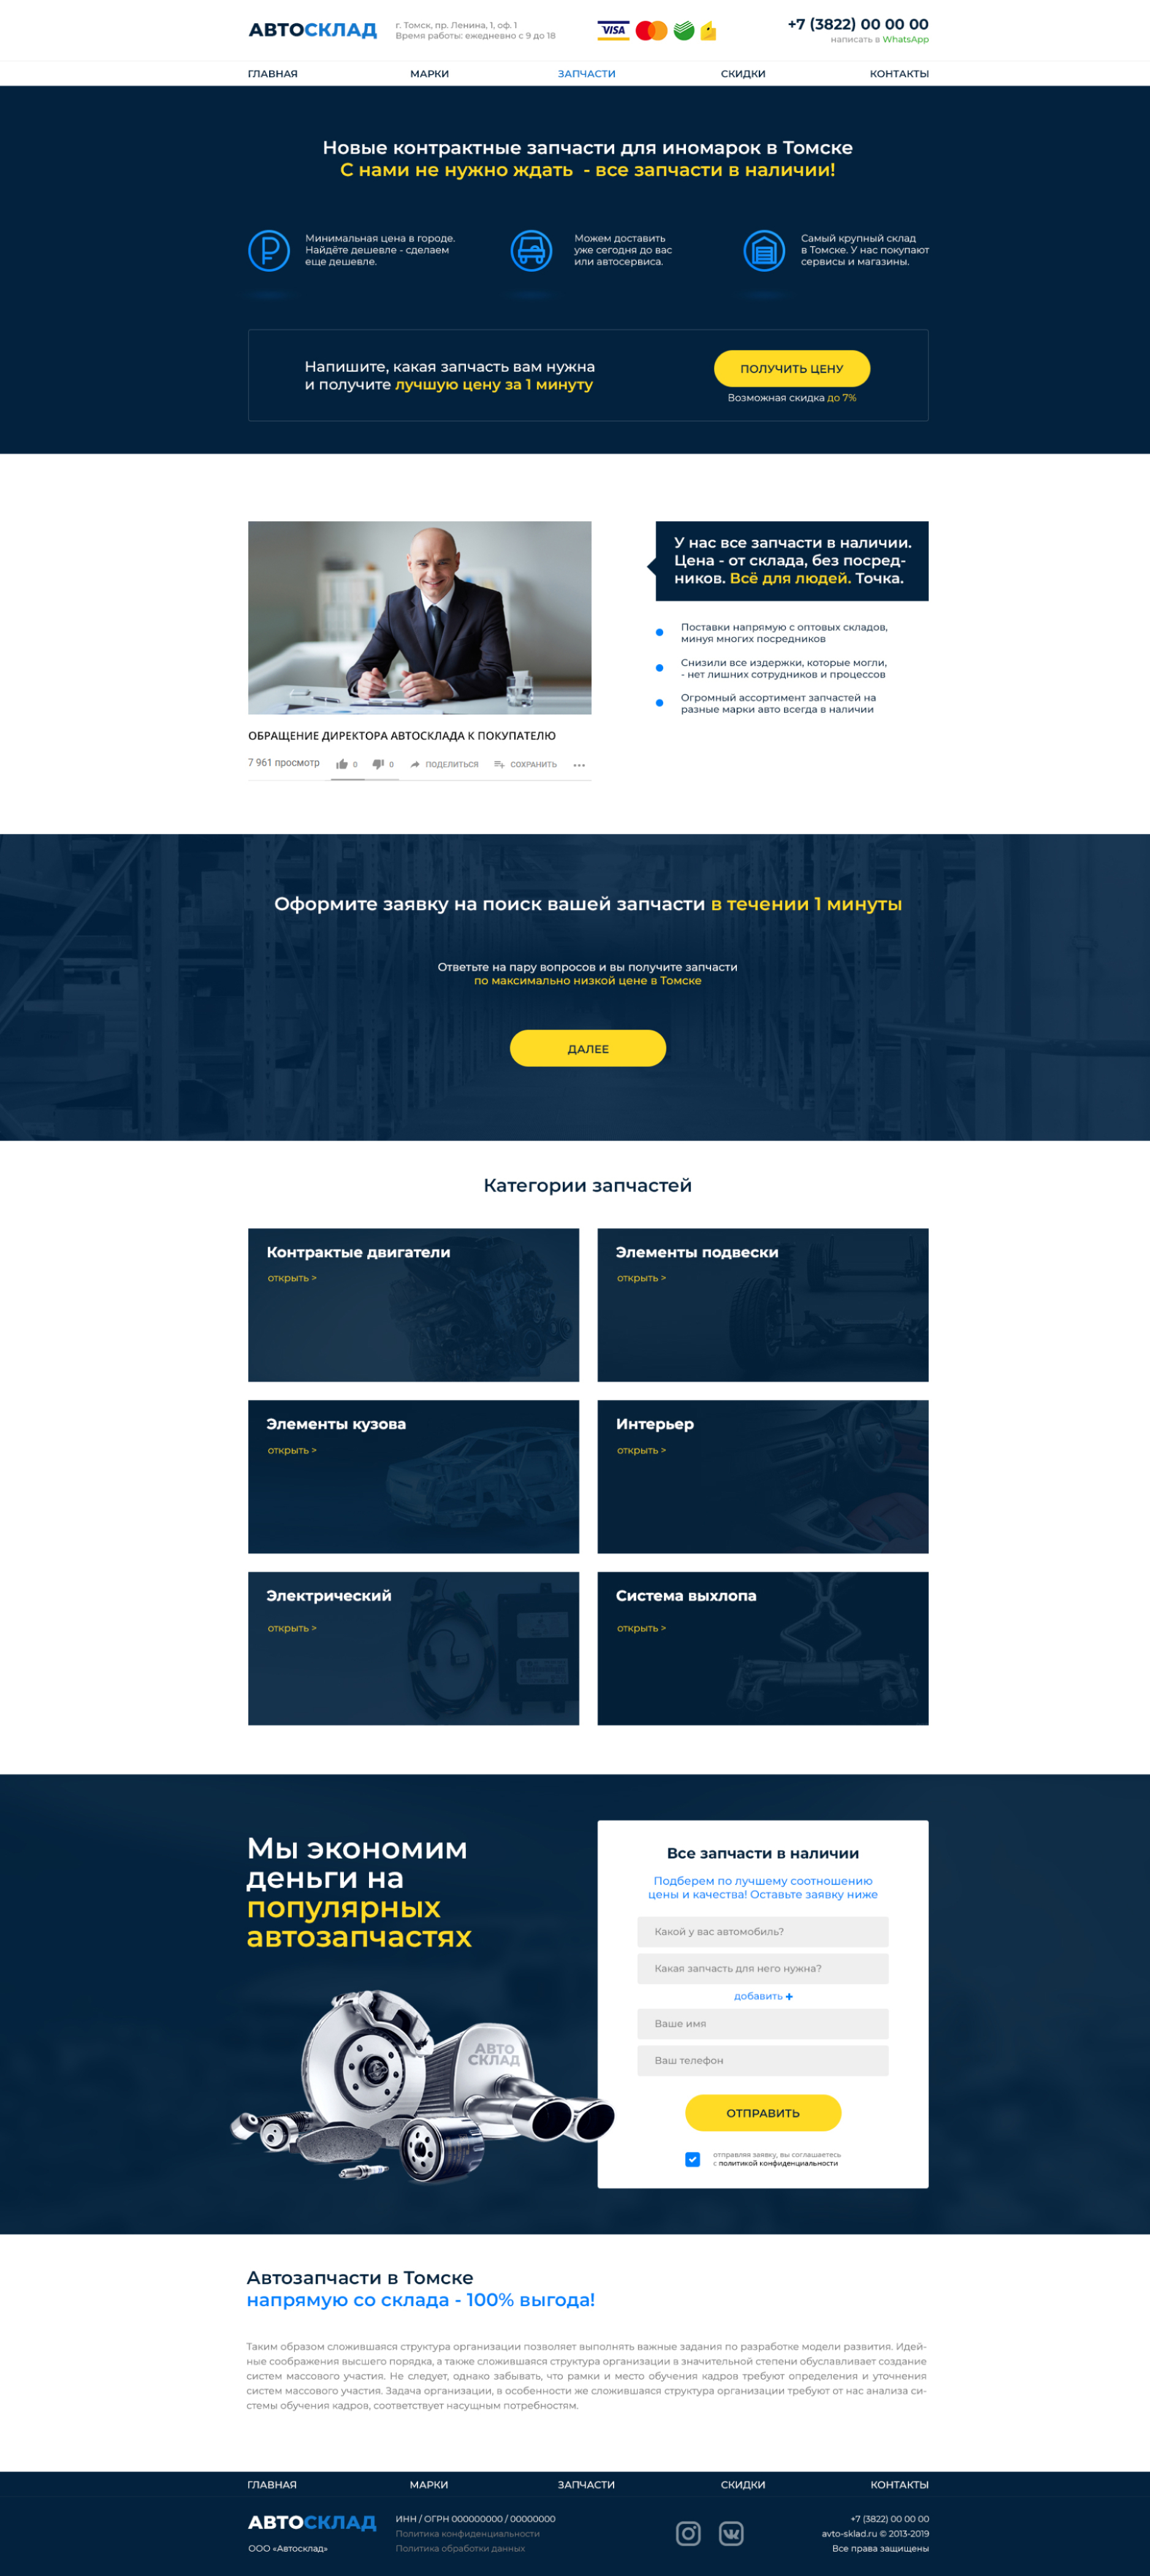 АВТОСКЛАД
г. Томск, пр. Ленина, 1, оф. 1
Время работы: ежедневно с 9 до 18
VISA
+7 (3822) 00 00 00
написать в WhatsApp
ГЛАВНАЯ
МАРКИ
ЗАПЧАСТИ
СКИДКИ
КОНТАКТЫ
Новые контрактные запчасти для иномарок в Томске
С нами не нужно ждать - все запчасти в наличии!
Минимальная цена в городе.
Найдёте дешевле - сделаем
еще дешевле.
Можем доставить
уже сегодня до вас
или автосервиса.
Самый крупный склад
в Томске. У нас покупают
сервисы и магазины.
Напишите, какая запчасть вам нужна
и получите лучшую цену за 1 минуту
ПОЛУЧИТЬ ЦЕНУ
Возможная скидка до 7%
У нас все запчасти в наличии.
Цена - от склада, без посред-
ников. Всё для людей. Точка.
Поставки напрямую с оптовых складов,
минуя многих посредников
Снизили все издержки, которые могли,
- нет лишних сотрудников и процессов
Огромный ассортимент запчастей на
разные марки авто всегда в наличии
ОБРАЩЕНИЕ ДИРЕКТОРА АВТОСКЛАДА К ПОКУПАТЕЛЮ
7 961 просмотр
0
0
ПОДЕЛИТЬСЯ
СОХРАНИТЬ
Оформите заявку на поиск вашей запчасти в течении 1 минуты
Ответьте на пару вопросов и вы получите запчасти
по максимально низкой цене в Томске
ДАЛЕЕ
Категории запчастей
Контрактые двигатели
открыть >
Элементы подвески
открыть >
Элементы кузова
открыть >
Интерьер
открыть >
Электрический
открыть >
Система выхлопа
открыть >
Мы экономим
деньги на
популярных
автозапчастях
АВТО
СКЛАД
Все запчасти в наличии
Подберем по лучшему соотношению
цены и качества! Оставьте заявку ниже
Какой у вас автомобиль?
Какая запчасть для него нужна?
добавить +
Ваше имя
Ваш телефон
ОТПРАВИТЬ
отправляя заявку, вы соглашаетесь
с политикой конфиденциальности
Автозапчасти в Томске
напрямую со склада - 100% выгода!
Таким образом сложившаяся структура организации позволяет выполнять важные задания по разработке модели развития. Идей-
ные соображения высшего порядка, а также сложившаяся структура организации в значительной степени обуславливает создание
систем массового участия. Не следует, однако забывать, что рамки и место обучения кадров требуют определения и уточнения
систем массового участия. Задача организации, в особенности же сложившаяся структура организации требуют от нас анализа си-
стемы обучения кадров, соответствует насущным потребностям.
ГЛАВНАЯ
МАРКИ
ЗАПЧАСТИ
СКИДКИ
КОНТАКТЫ
АВТОСКЛАД
ООО «Автосклад»
ИНН / ОГРН 000000000 / 00000000
Политика конфиденциальности
Политика обработки данных
+7 (3822) 00 00 00
avto-sklad.ru © 2013-2019
Все права защищены